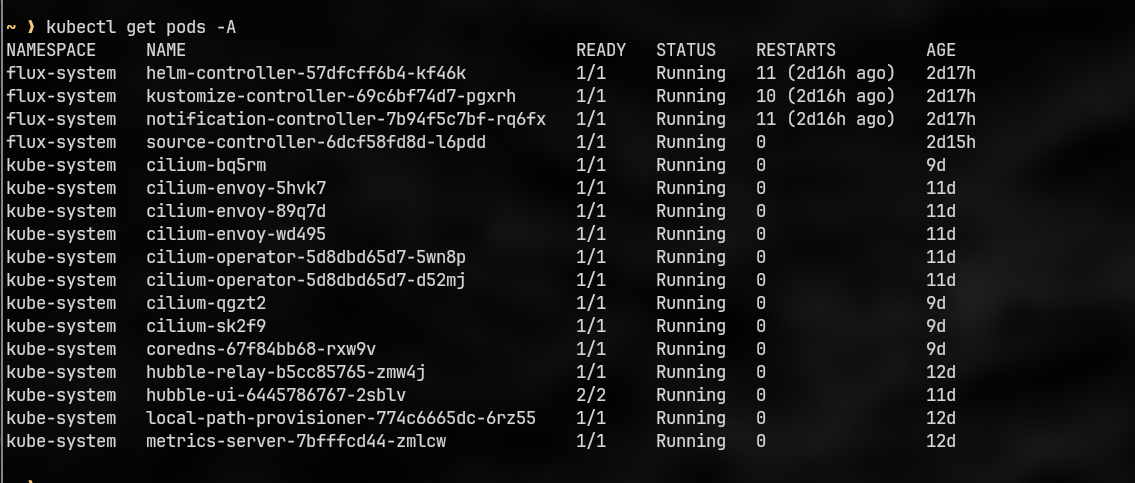 ~ ❯ kubectl get pods -A
NAMESPACE     NAME                                       READY   STATUS    RESTARTS         AGE
flux-system   helm-controller-57dfcff6b4-kf46k           1/1     Running   11 (2d16h ago)   2d17h
flux-system   kustomize-controller-69c6bf74d7-pgxrh      1/1     Running   10 (2d16h ago)   2d17h
flux-system   notification-controller-7b94f5c7bf-rq6fx   1/1     Running   11 (2d16h ago)   2d17h
flux-system   source-controller-6dcf58fd8d-l6pdd         1/1     Running   0                2d15h
kube-system   cilium-bq5rm                               1/1     Running   0                9d
kube-system   cilium-envoy-5hvk7                         1/1     Running   0                11d
kube-system   cilium-envoy-89q7d                         1/1     Running   0                11d
kube-system   cilium-envoy-wd495                         1/1     Running   0                11d
kube-system   cilium-operator-5d8dbd65d7-5wn8p           1/1     Running   0                11d
kube-system   cilium-operator-5d8dbd65d7-d52mj           1/1     Running   0                11d
kube-system   cilium-qgzt2                               1/1     Running   0                9d
kube-system   cilium-sk2f9                               1/1     Running   0                9d
kube-system   coredns-67f84bb68-rxw9v                    1/1     Running   0                9d
kube-system   hubble-relay-b5cc85765-zmw4j               1/1     Running   0                12d
kube-system   hubble-ui-6445786767-2sblv                 2/2     Running   0                11d
kube-system   local-path-provisioner-774c6665dc-6rz55    1/1     Running   0                12d
kube-system   metrics-server-7bfffcd44-zmlcw             1/1     Running   0                12d